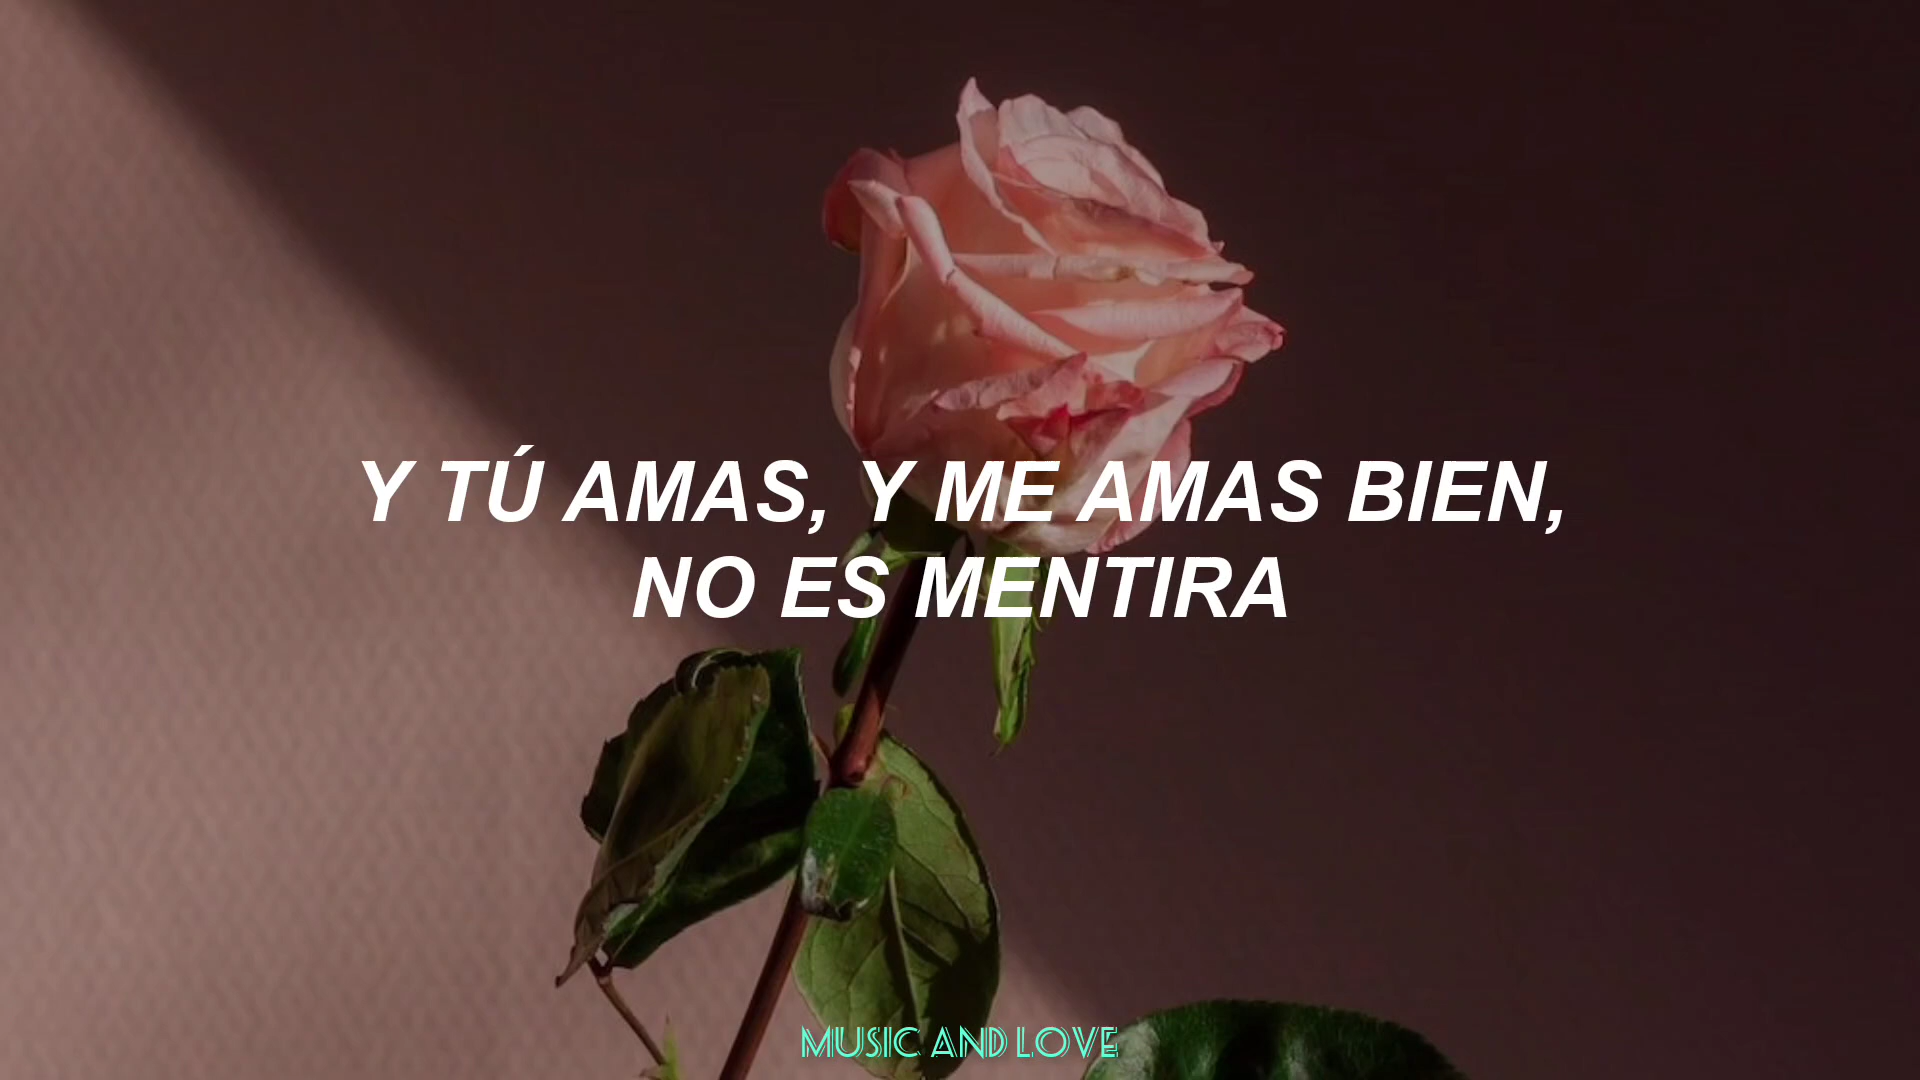 Y TÚ AMAS, Y ME AMAS BIEN,
NO ES MENTIRA
MUSIC AND LOVE